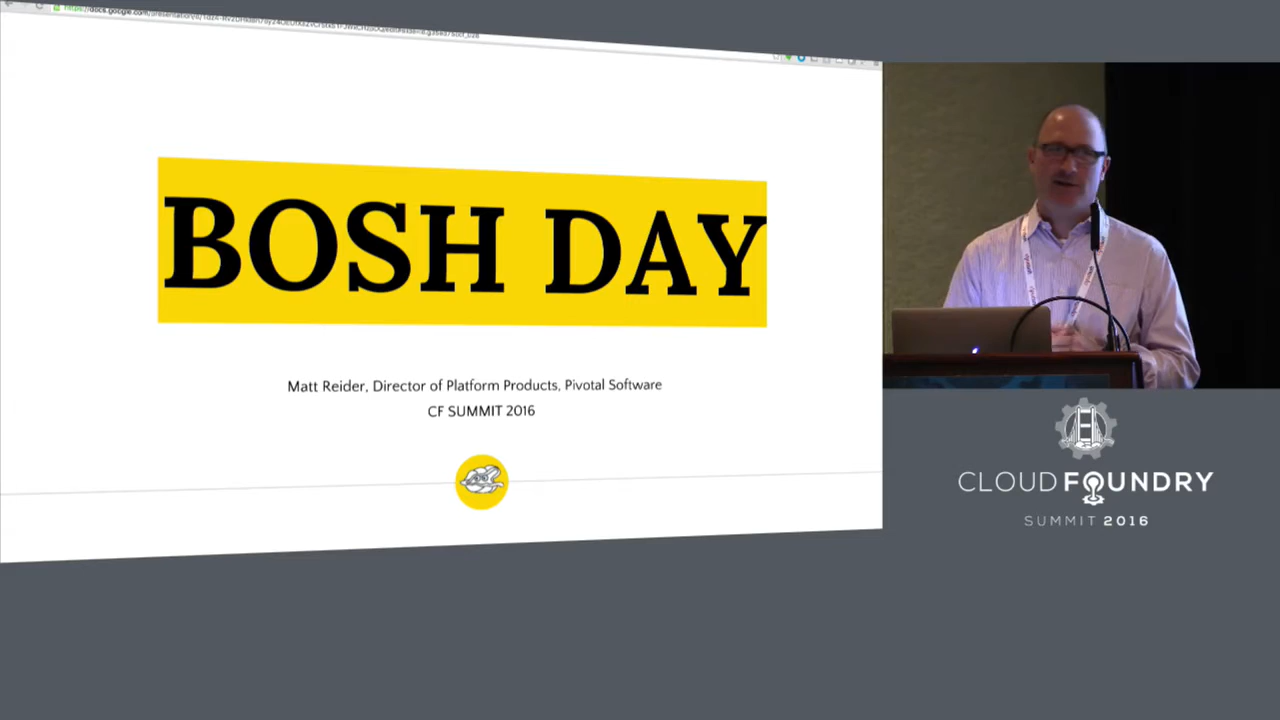 BOSH DAY
Matt Reider, Director of Platform Products, Pivotal Software
CF SUMMIT 2016
CLOUD FOUNDRY
SUMMIT 2016